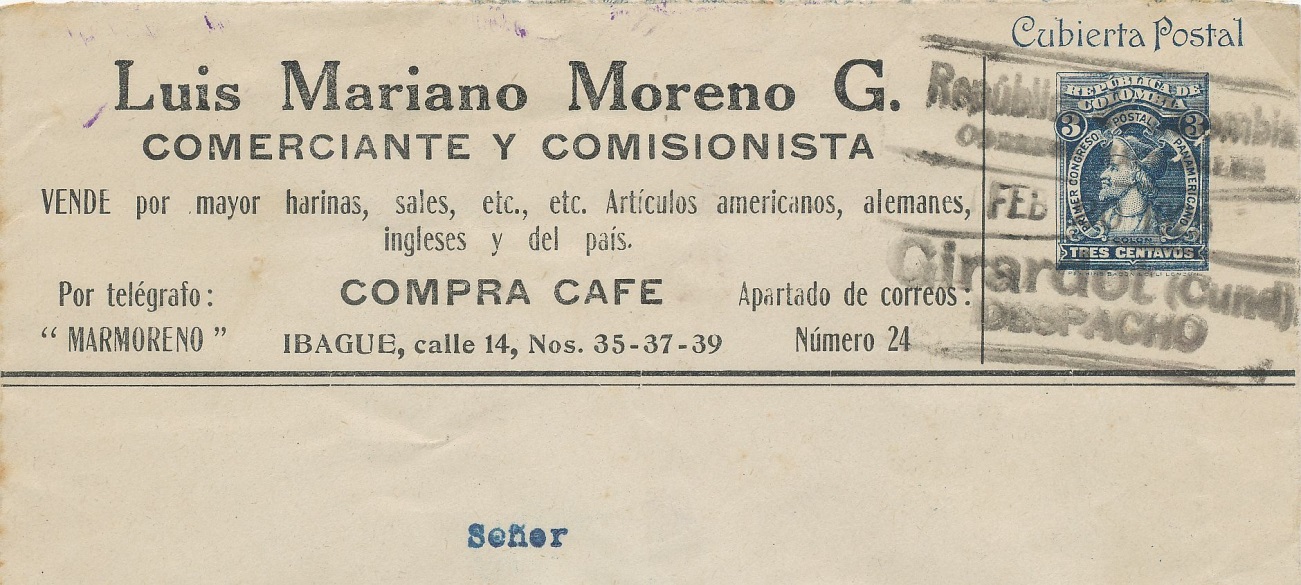 Cubierta Postal
Luis Mariano Moreno G.
COMERCIANTE Y COMISIONISTA
VENDE por mayor harinas, sales, etc., etc. Artículos americanos, alemanes,
ingleses y del país.
Por telégrafo:
“ MARMORENO ”
COMPRA CAFE
IBAGUE, calle 14, Nos. 35-37-39
Apartado de correos:
Número 24
REPÚBLICA DE
COLOMBIA
3 POSTAL 3
PRIMER CONGRESO PANAMERICANO
COLON
TRES CENTAVOS
FEB
Girardot (Cund)
DESPACHO
Señor